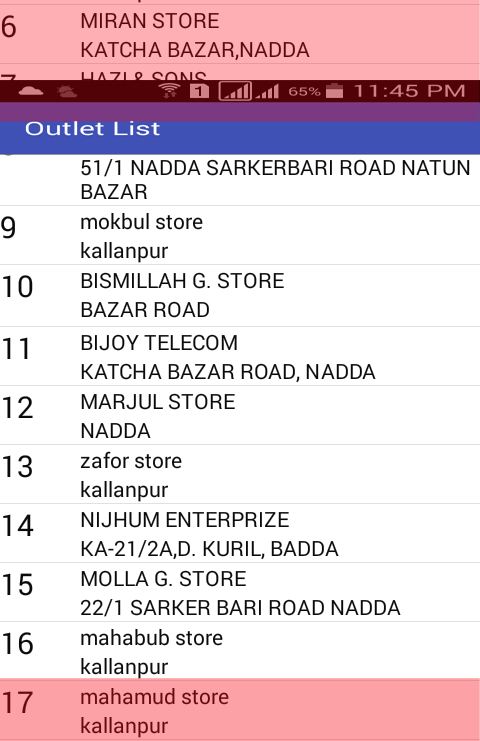 6
MIRAN STORE
KATCHA BAZAR,NADDA
HAZI & SONS
1 65% 11:45 PM
Outlet List
51/1 NADDA SARKERBARI ROAD NATUN
BAZAR
9
mokbul store
kallanpur
10
BISMILLAH G. STORE
BAZAR ROAD
11
BIJOY TELECOM
KATCHA BAZAR ROAD, NADDA
12
MARJUL STORE
NADDA
13
zafor store
kallanpur
14
NIJHUM ENTERPRIZE
KA-21/2A,D. KURIL, BADDA
15
MOLLA G. STORE
22/1 SARKER BARI ROAD NADDA
16
mahabub store
kallanpur
17
mahamud store
kallanpur